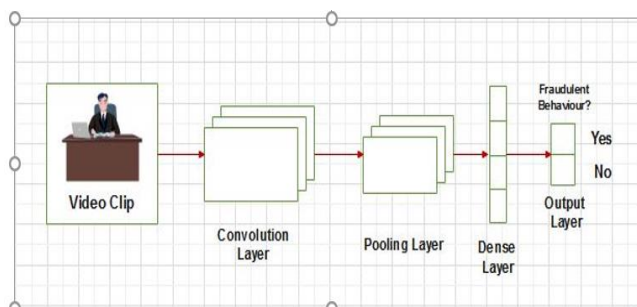 Video Clip
Convolution
Layer
Pooling Layer
Dense
Layer
Fraudulent
Behaviour?
Yes
No
Output
Layer